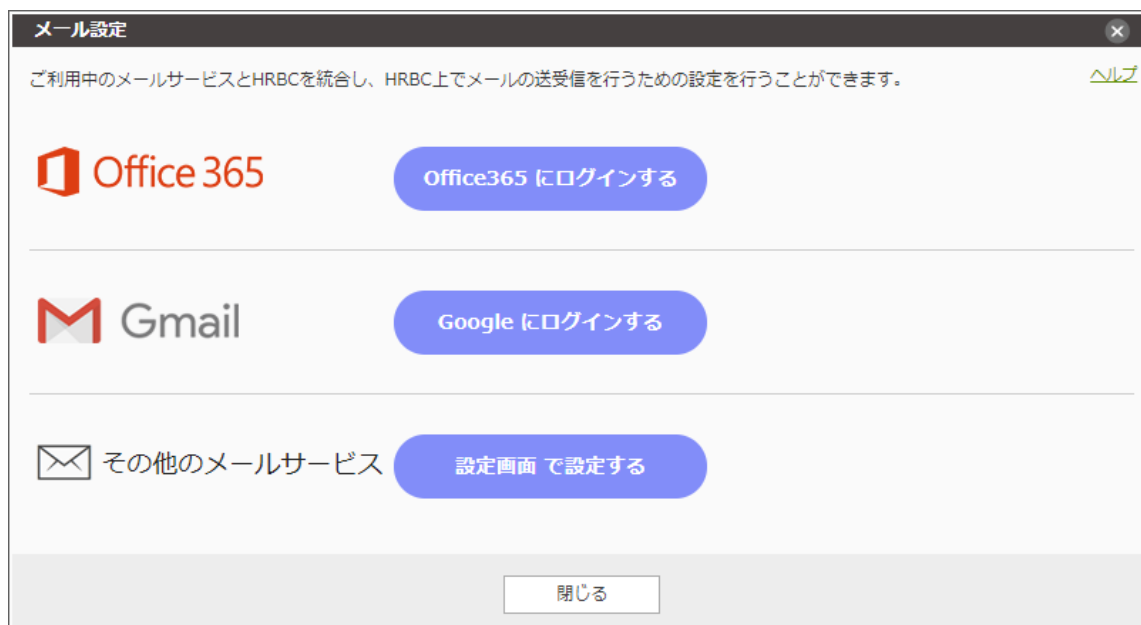 メール設定
ご利用中のメールサービスとHRBCを統合し、HRBC上でメールの送受信を行うための設定を行うことができます。
ヘルプ
Office 365
Office365 にログインする
Gmail
Google にログインする
その他のメールサービス
設定画面 で設定する
閉じる